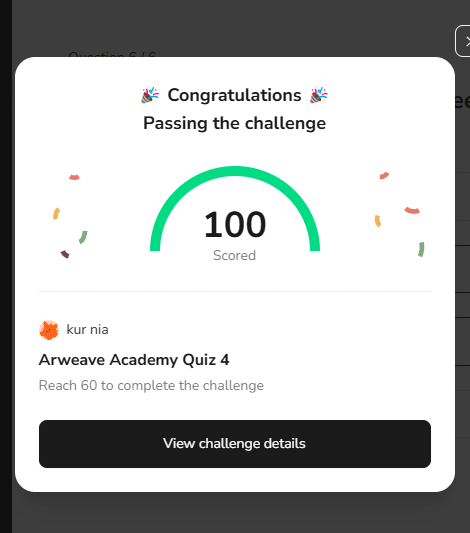 Question 6 / 6
🎉 Congratulations 🎉
Passing the challenge
100
Scored
kur nia
Arweave Academy Quiz 4
Reach 60 to complete the challenge
View challenge details